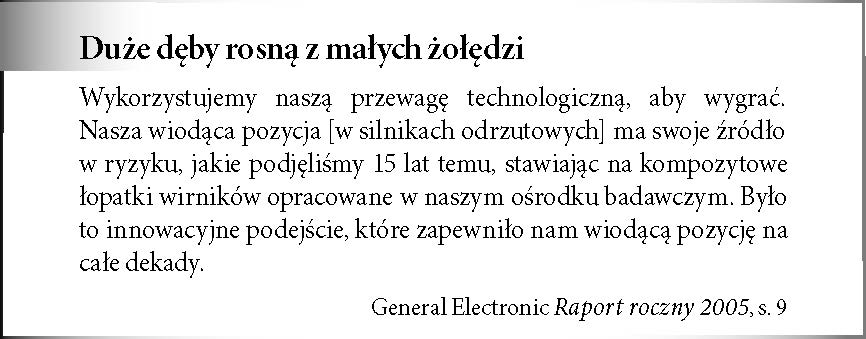 Duże dęby rosną z małych żołędzi
Wykorzystujemy naszą przewagę technologiczną, aby wygrać.
Nasza wiodąca pozycja [w silnikach odrzutowych] ma swoje źródło
w ryzyku, jakie podjęliśmy 15 lat temu, stawiając na kompozytowe
łopatki wirników opracowane w naszym ośrodku badawczym. Było
to innowacyjne podejście, które zapewniło nam wiodącą pozycję na
całe dekady.
General Electronic Raport roczny 2005, s. 9